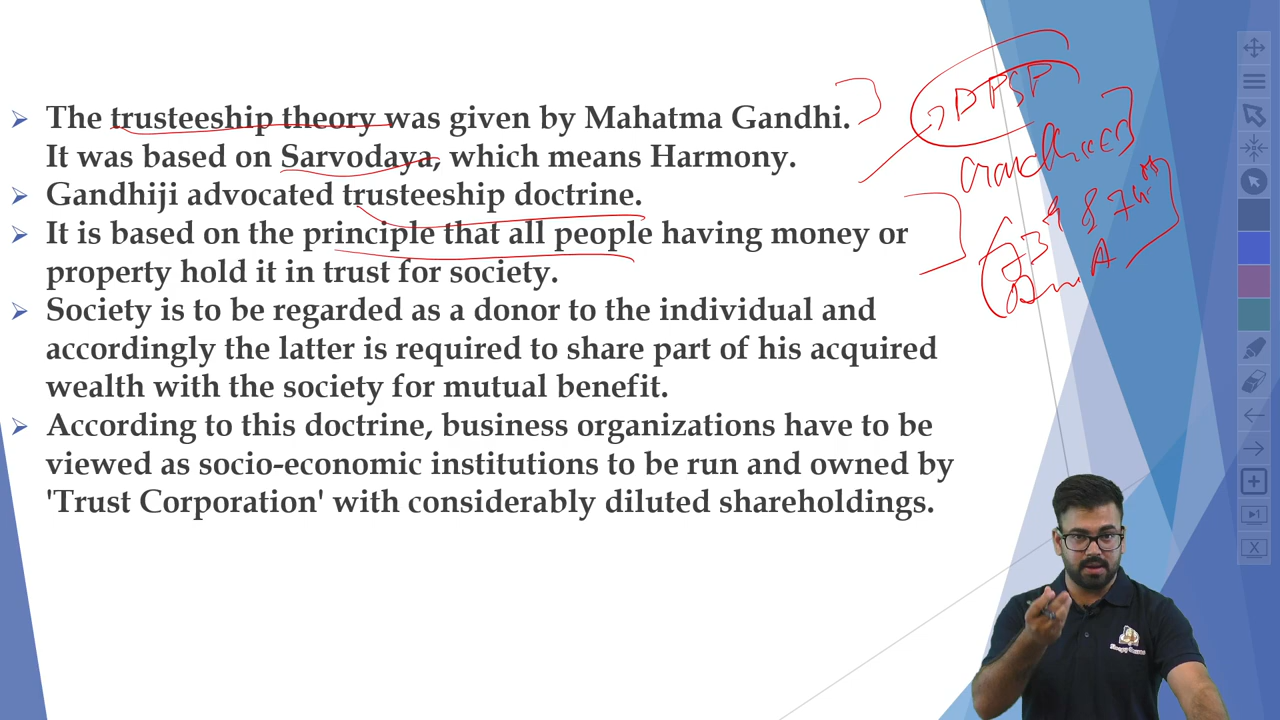 The trusteeship theory was given by Mahatma Gandhi.
It was based on Sarvodaya, which means Harmony.
Gandhiji advocated trusteeship doctrine.
It is based on the principle that all people having money or
property hold it in trust for society.
Society is to be regarded as a donor to the individual and
accordingly the latter is required to share part of his acquired
wealth with the society for mutual benefit.
According to this doctrine, business organizations have to be
viewed as socio-economic institutions to be run and owned by
'Trust Corporation' with considerably diluted shareholdings.
DPSP
A
X